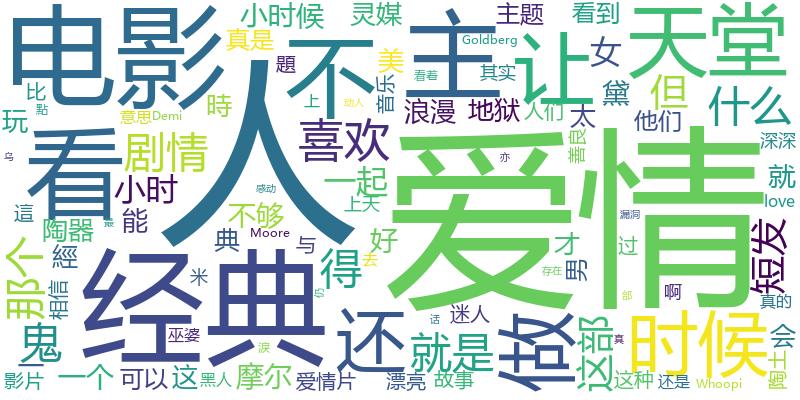 电影
小时候
灵媒
主题
看到
真是
Goldberg
天堂
主
不
让
题
美
音乐
其实
女
看着
比
點
上
动人
浪漫
地狱
人们
黛
但
什么
玩
意思
Demi
時
看
人
喜欢
太
他们
乌
剧情
爱情
善良
深深
亦
小时
一起
就
這
能
感动
上天
love
陶器
最
不够
Moore
好
才
漏洞
短发
那个
經
典
与
去
过
相信
经典
米
得
男
啊
真的
存在
仍
部
鬼
巫婆
还
话
迷人
做
这部
时候
会
泪
就是
真
陶土
影片
一个
可以
这
黑人
摩尔
爱情片
漂亮
故事
这种
还是
Whoopi